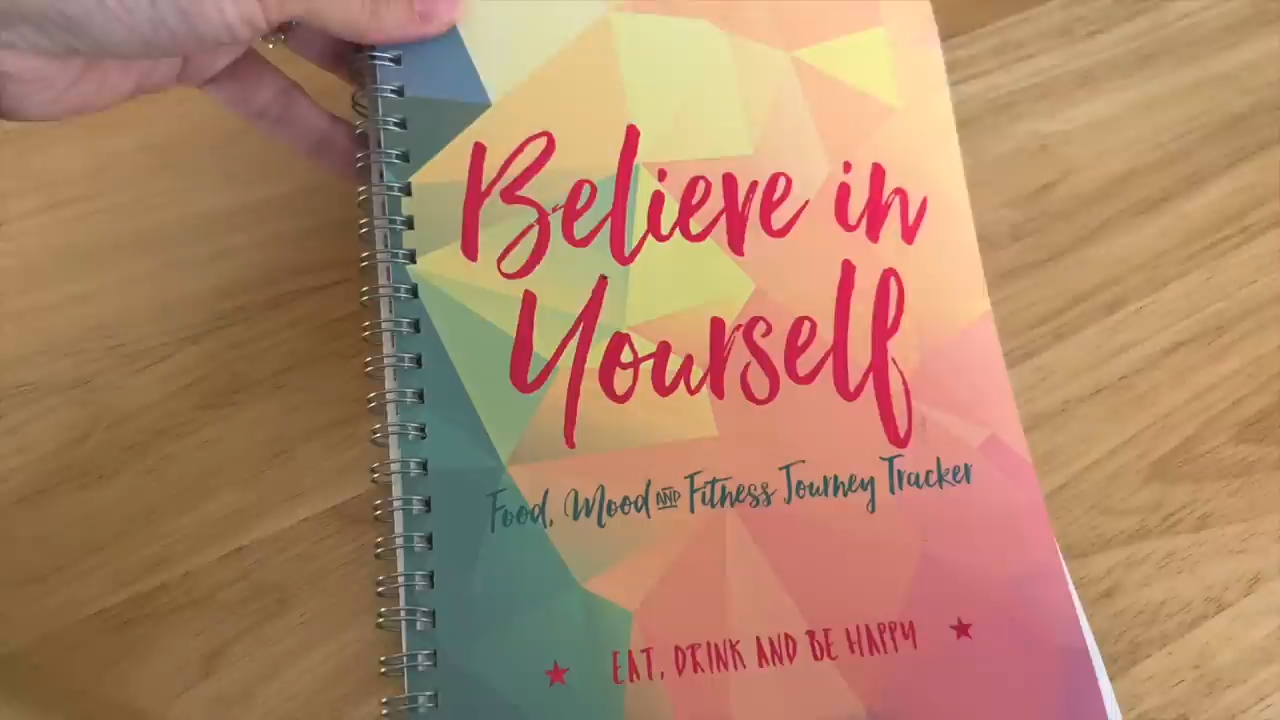 Believe in
Yourself
Food, Mood AND Fitness Journey Tracker
★ EAT, DRINK AND BE HAPPY ★